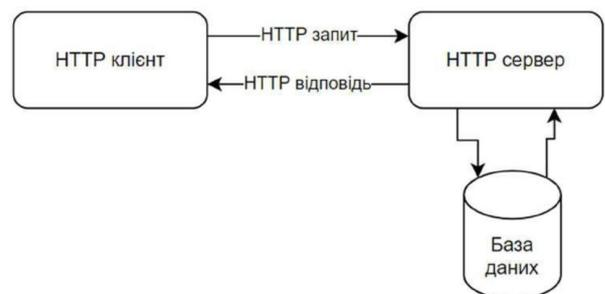 HTTP клієнт
HTTP запит
HTTP відповідь
HTTP сервер
База
даних